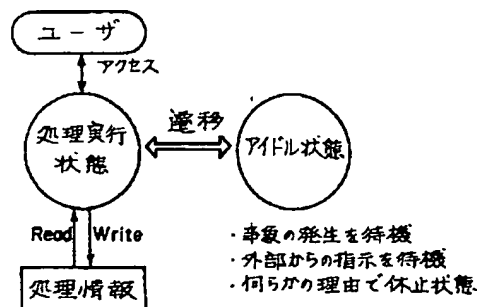 ユーザ
アクセス
処理実行
状態
遷移
アイドル状態
Read
Write
処理情報
・事象の発生を待機
・外部からの指示を待機
・何らかの理由で休止状態